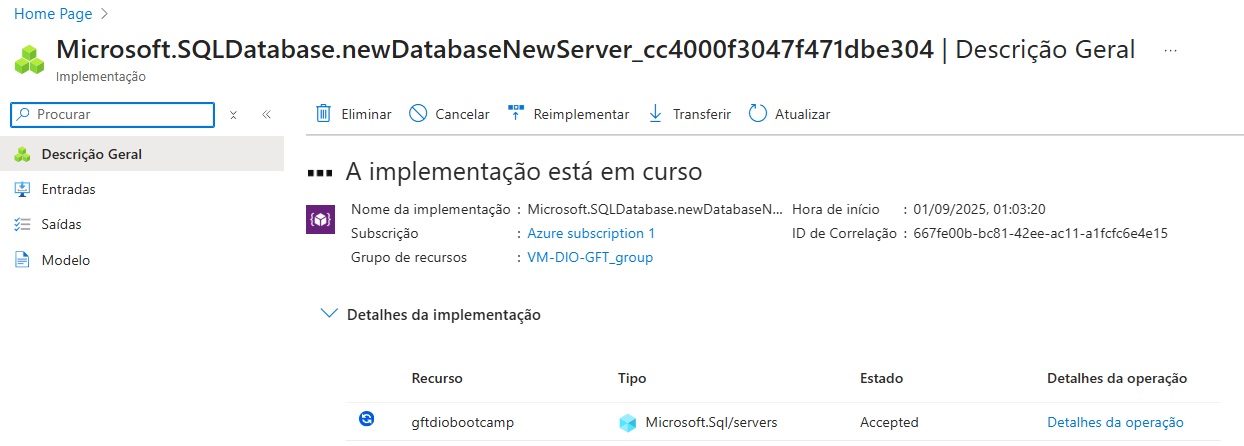 Home Page
Microsoft.SQLDatabase.newDatabaseNewServer_cc4000f3047f471dbe304 | Descrição Geral ...
Implementação
Procurar
Eliminar Cancelar Reimplementar Transferir Atualizar
Descrição Geral
Entradas
Saídas
Modelo
A implementação está em curso
Nome da implementação : Microsoft.SQLDatabase.newDatabaseN... Hora de início : 01/09/2025, 01:03:20
Subscrição : Azure subscription 1 ID de Correlação : 667fe00b-bc81-42ee-ac11-a1fcfc6e4e15
Grupo de recursos : VM-DIO-GFT_group
Detalhes da implementação
Recurso Tipo Estado Detalhes da operação
gftdiobootcamp Microsoft.Sql/servers Accepted Detalhes da operação